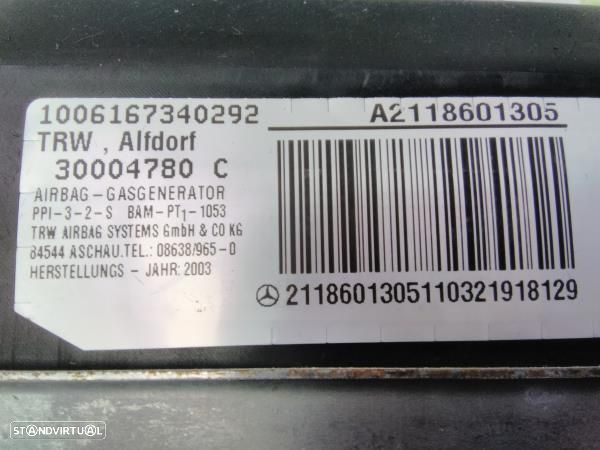 1006167340292
TRW , Alfdorf
30004780 C
AIRBAG-GASGENERATOR
PPI-3-2-S BAM-PT1-1053
TRW AIRBAG SYSTEMS GmbH & CO KG
84544 ASCHAU.TEL.: 08638/965-0
HERSTELLUNGS - JAHR: 2003
A2118601305
2118601305110321918129
STANDVIRTUAL